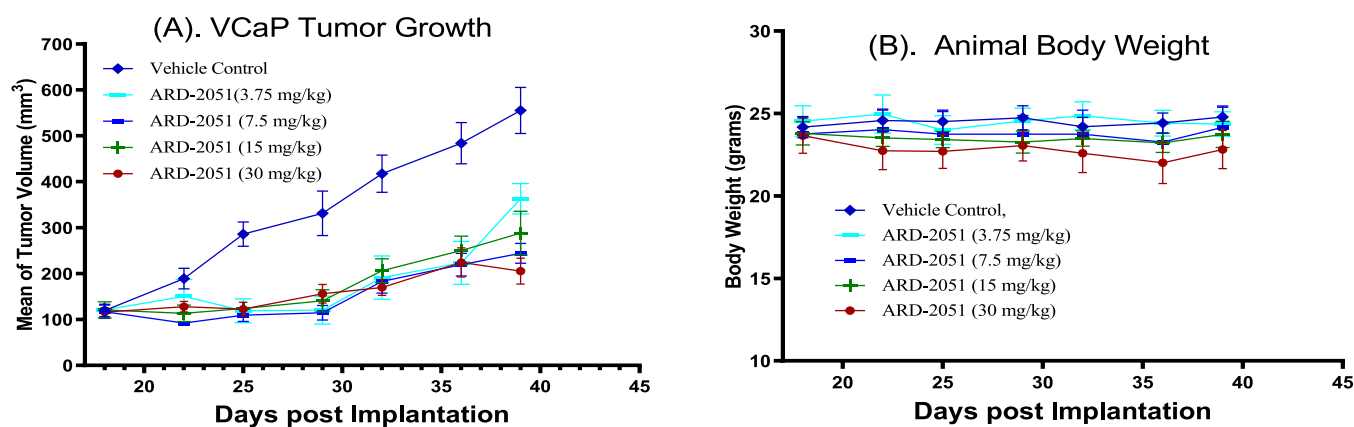 (A). VCaP Tumor Growth
Mean of Tumor Volume (mm³)
700
600
500
400
300
200
100
0
Vehicle Control
ARD-2051(3.75 mg/kg)
ARD-2051 (7.5 mg/kg)
ARD-2051 (15 mg/kg)
ARD-2051 (30 mg/kg)
20 25 30 35 40 45
Days post Implantation
(B). Animal Body Weight
Body Weight (grams)
30
25
20
15
10
Vehicle Control,
ARD-2051 (3.75 mg/kg)
ARD-2051 (7.5 mg/kg)
ARD-2051 (15 mg/kg)
ARD-2051 (30 mg/kg)
20 25 30 35 40 45
Days post Implantation